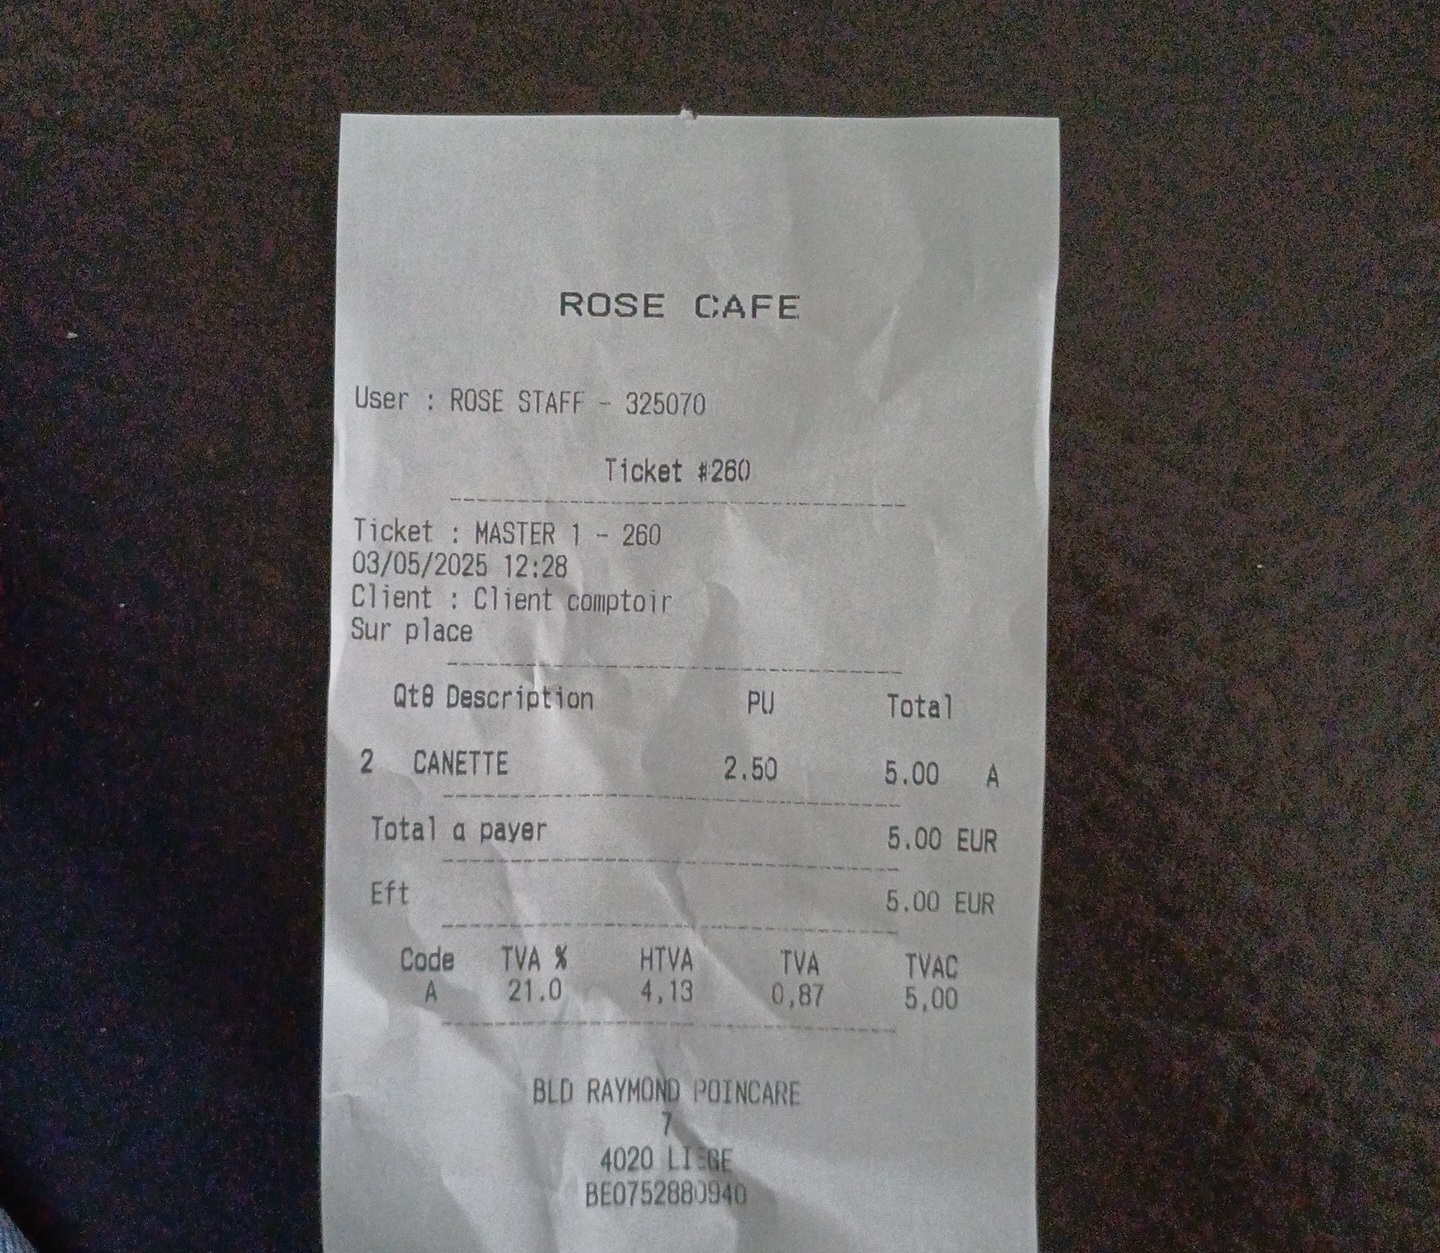 ROSE CAFE
User : ROSE STAFF - 325070
Ticket #260
Ticket : MASTER 1 - 260
03/05/2025 12:28
Client : Client comptoir
Sur place
Qt8 Description PU Total
2 CANETTE 2.50 5.00 A
Total a payer 5.00 EUR
Eft 5.00 EUR
Code TVA % HTVA TVA TVAC
A 21.0 4,13 0,87 5,00
BLD RAYMOND POINCARE
7
4020 LIEGE
BE0752880940